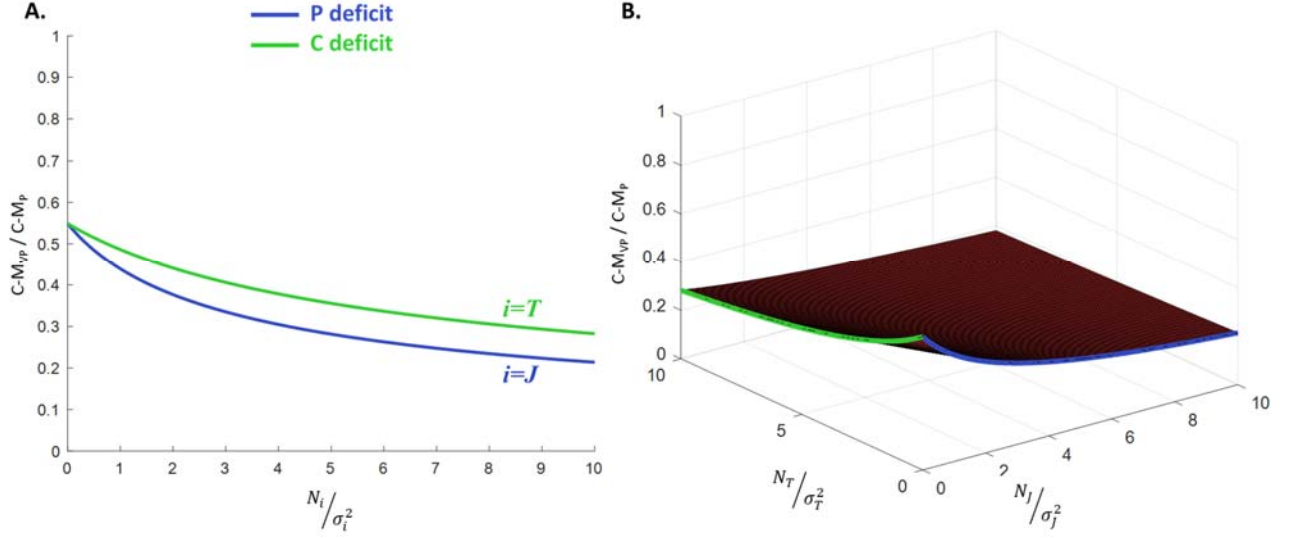 A.
P deficit
C deficit
1
0.9
0.8
0.7
0.6
0.5
0.4
0.3
0.2
0.1
0
C-M_VP / C-M_P
i=T
i=J
0 1 2 3 4 5 6 7 8 9 10
N_i/σ_i^2
B.
1
0.8
0.6
0.4
0.2
0
C-M_VP / C-M_P
10
5
0
N_T/σ_T^2
0
2
4
6
8
10
N_J/σ_J^2